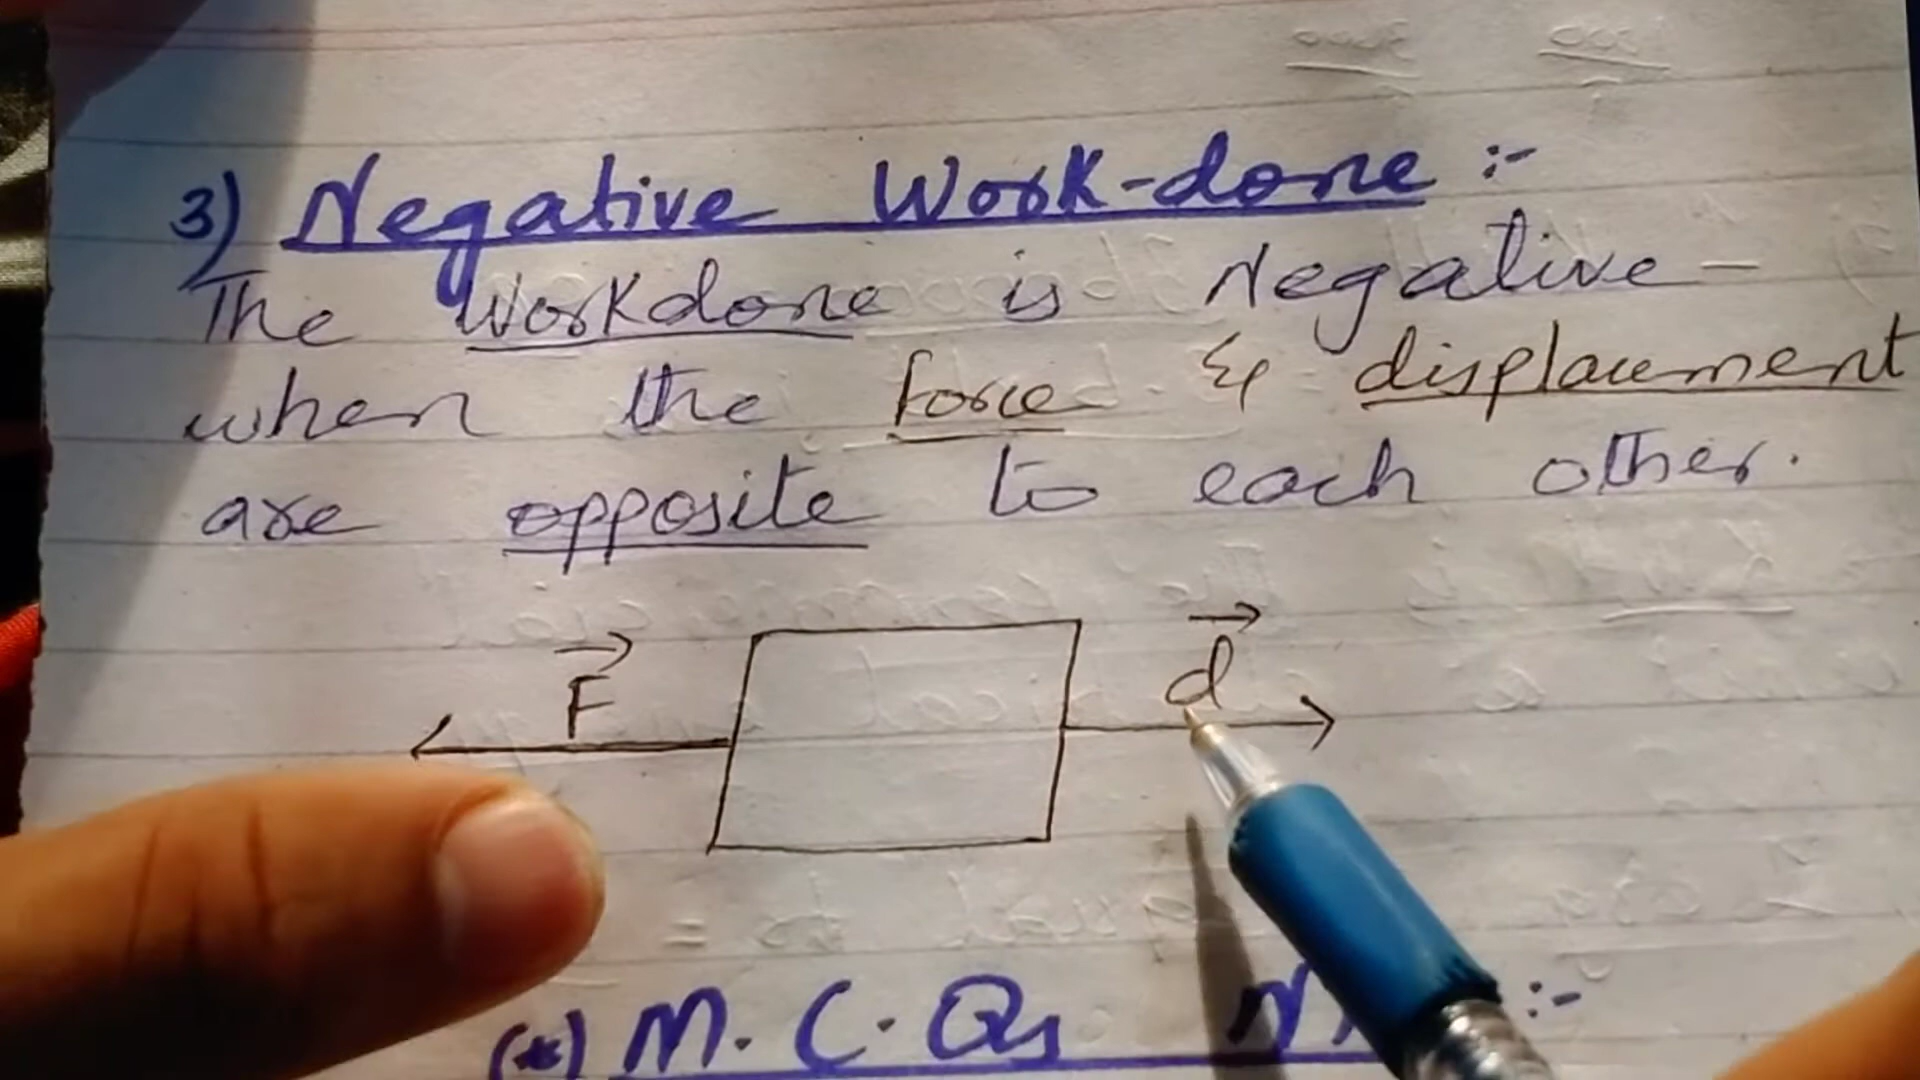 3) Negative Work-done :-
The workdone is Negative -
when the force & displacement
are opposite to each other.
F d
(*) M.C.Qs :-